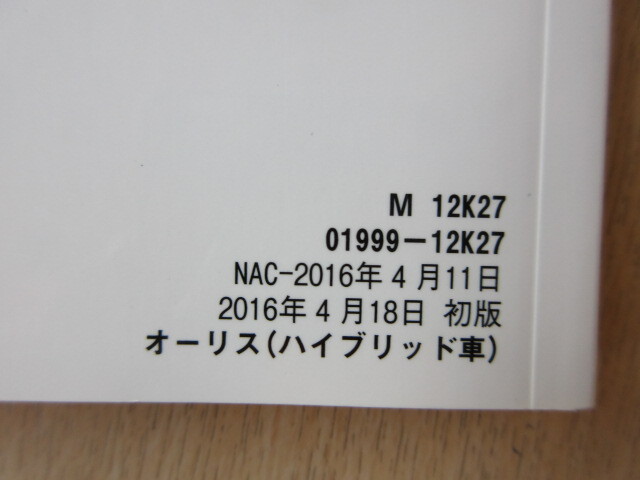 M 12K27
01999-12K27
NAC-2016年4月11日
2016年4月18日 初版
オーリス(ハイブリッド車)